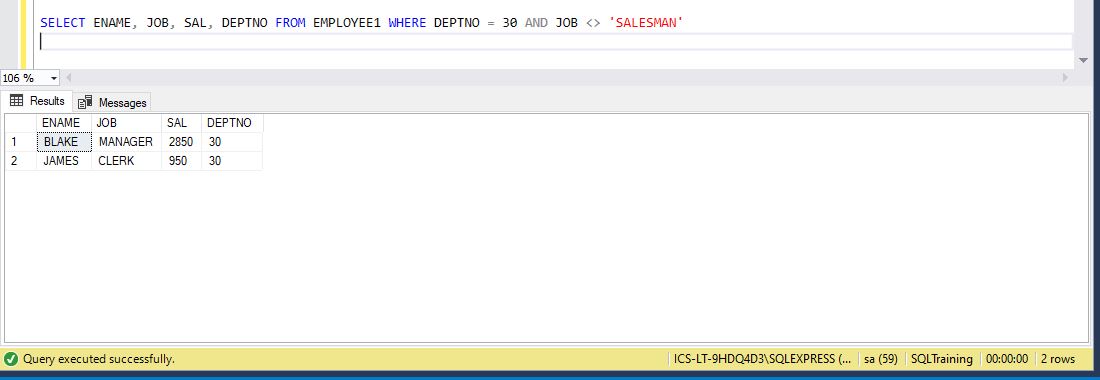 SELECT ENAME, JOB, SAL, DEPTNO FROM EMPLOYEE1 WHERE DEPTNO = 30 AND JOB <> 'SALESMAN'
106 %
Results Messages
ENAME JOB SAL DEPTNO
1 BLAKE MANAGER 2850 30
2 JAMES CLERK 950 30
Query executed successfully. ICS-LT-9HDQ4D3\SQLEXPRESS (... sa (59) SQLTraining 00:00:00 2 rows